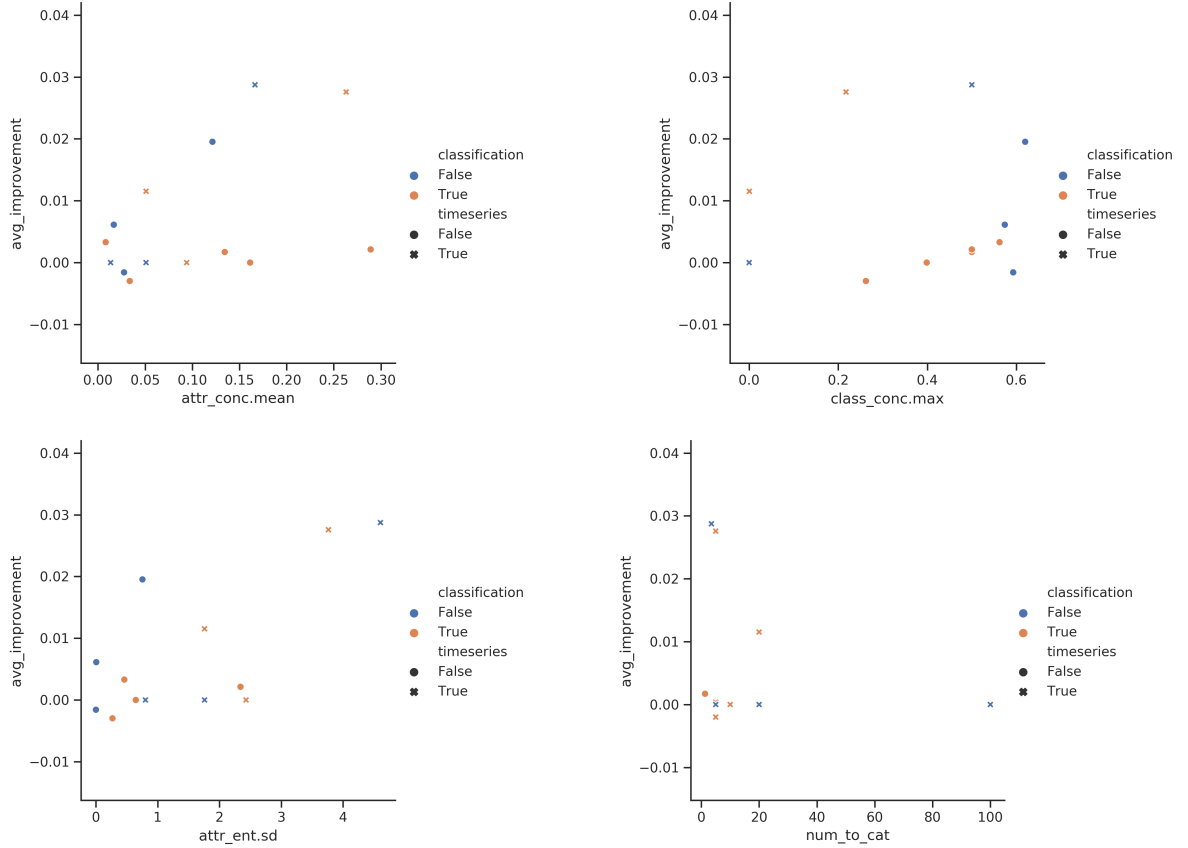 0.04
0.03
0.02
0.01
0.00
−0.01
avg_improvement
0.00 0.05 0.10 0.15 0.20 0.25 0.30
attr_conc.mean
classification
False
True
timeseries
False
True
0.04
0.03
0.02
0.01
0.00
−0.01
avg_improvement
0.0 0.2 0.4 0.6
class_conc.max
classification
False
True
timeseries
False
True
0.04
0.03
0.02
0.01
0.00
−0.01
avg_improvement
0 1 2 3 4
attr_ent.sd
classification
False
True
timeseries
False
True
0.04
0.03
0.02
0.01
0.00
−0.01
avg_improvement
0 20 40 60 80 100
num_to_cat
classification
False
True
timeseries
False
True